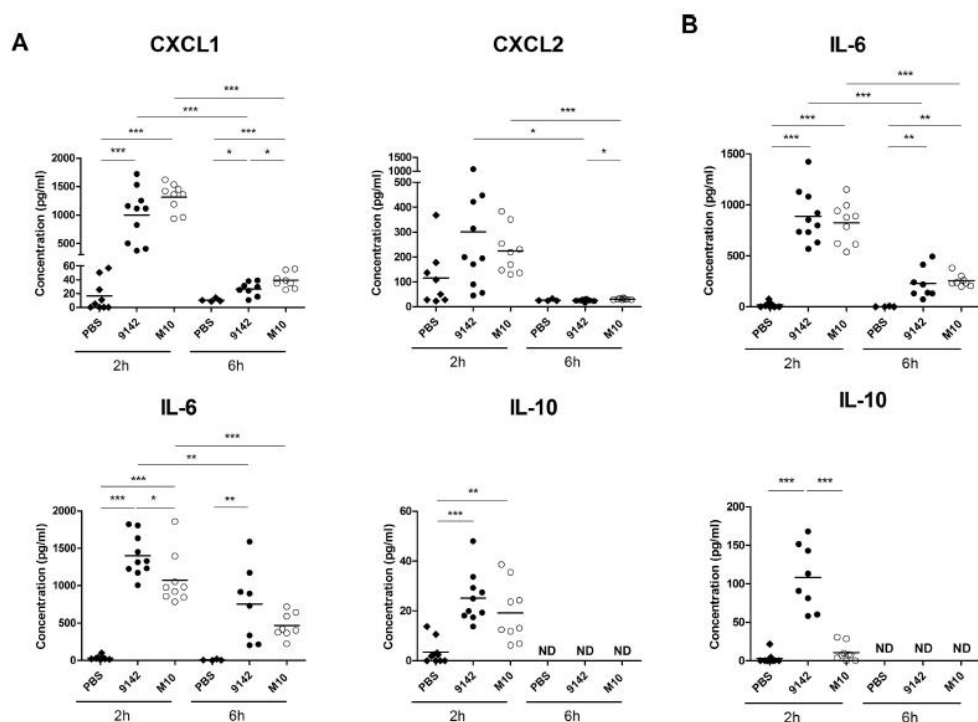 A
B
CXCL1
CXCL2
IL-6
Concentration (pg/ml)
2000
1500
1000
500
60
40
20
0
***
***
***
***
***
*
*
*
PBS
9142
M10
PBS
9142
M10
2h
6h
Concentration (pg/ml)
1500
1000
500
500
400
300
200
100
0
***
*
*
PBS
9142
M10
PBS
9142
M10
2h
6h
Concentration (pg/ml)
2000
1500
1000
500
0
***
***
***
**
***
**
PBS
9142
M10
PBS
9142
M10
2h
6h
IL-6
IL-10
IL-10
Concentration (pg/ml)
2000
1500
1000
500
0
***
**
***
***
*
**
PBS
9142
M10
PBS
9142
M10
2h
6h
Concentration (pg/ml)
60
40
20
0
**
***
ND
ND
ND
PBS
9142
M10
PBS
9142
M10
2h
6h
Concentration (pg/ml)
200
150
100
50
0
***
***
ND
ND
ND
PBS
9142
M10
PBS
9142
M10
2h
6h